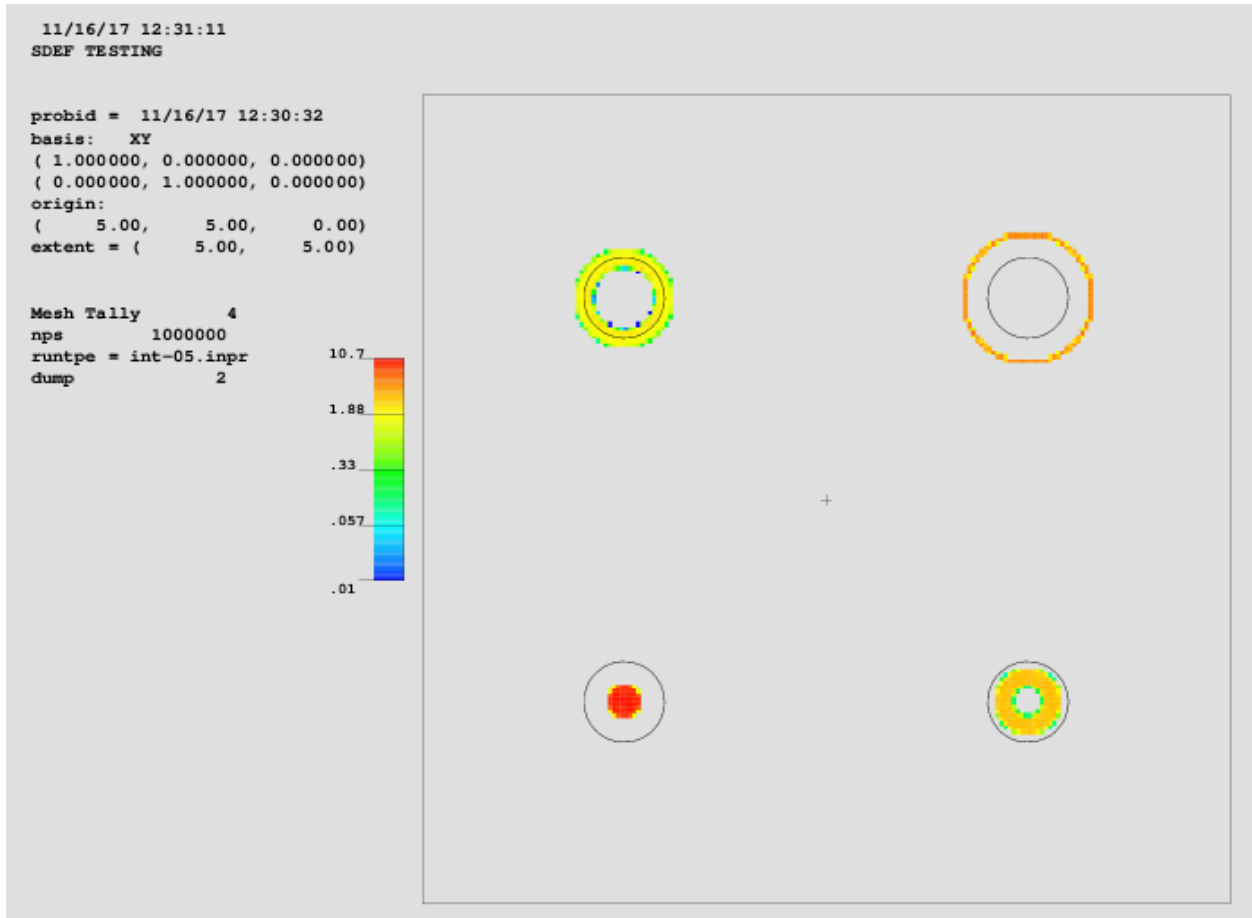 11/16/17 12:31:11
SDEF TESTING
probid = 11/16/17 12:30:32
basis: XY
( 1.000000, 0.000000, 0.000000)
( 0.000000, 1.000000, 0.000000)
origin:
( 5.00, 5.00, 0.00)
extent = ( 5.00, 5.00)
Mesh Tally 4
nps 1000000
runtpe = int-05.inpr
dump 2
10.7
1.88
.33
.057
.01